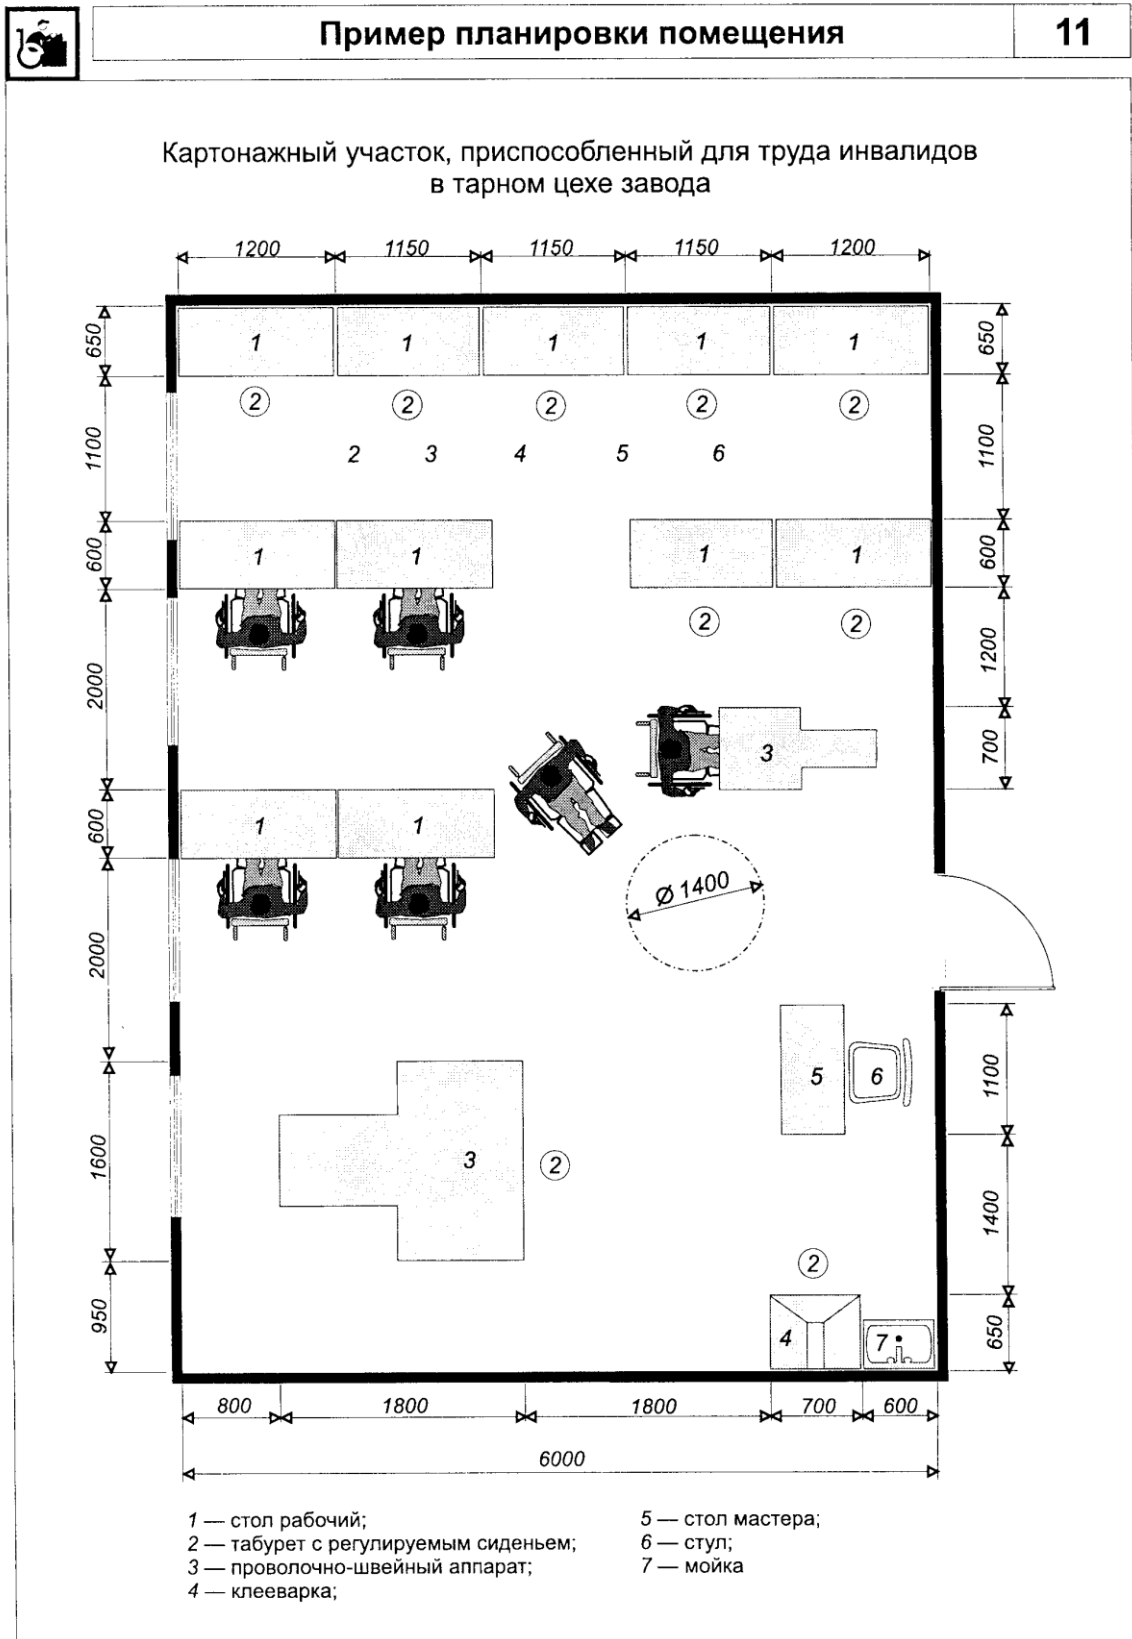 Пример планировки помещения
11
Картонажный участок, приспособленный для труда инвалидов
в тарном цехе завода
1200 1150 1150 1150 1200
650 1 1 1 1 1 650
2 2 2 2 2
1100 2 3 4 5 6 1100
600 1 1 1 1 600
2 2
2000 1200
3 700
600 1 1
Ø 1400
2000
5 6 1100
1600 3 2
1400
2
950 4 7 650
800 1800 1800 700 600
6000
1 — стол рабочий;
2 — табурет с регулируемым сиденьем;
3 — проволочно-швейный аппарат;
4 — клееварка;
5 — стол мастера;
6 — стул;
7 — мойка